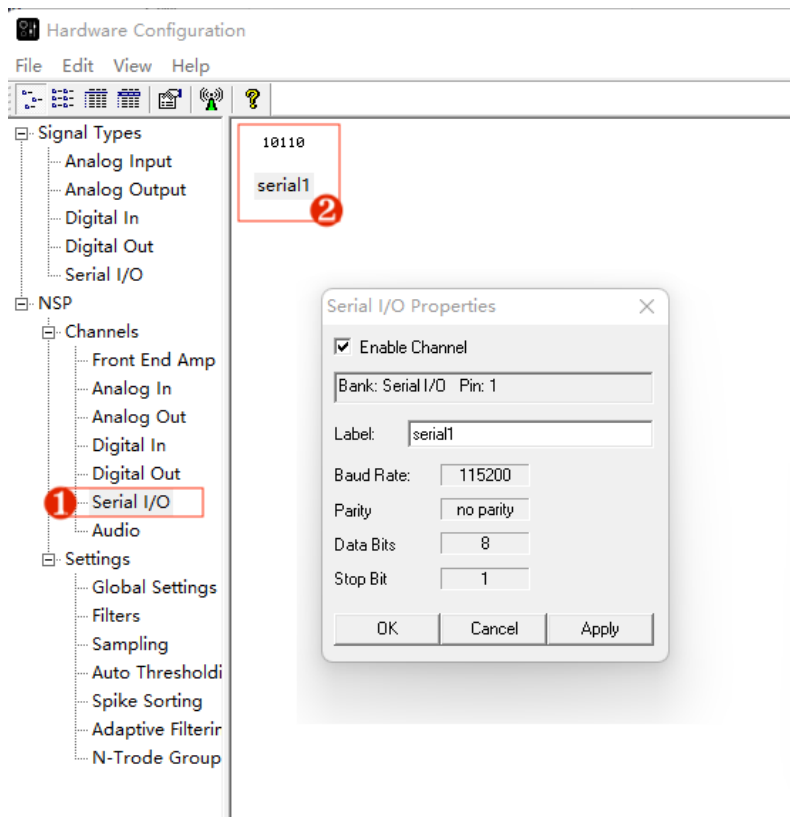 Hardware Configuration
File Edit View Help
Signal Types
Analog Input
Analog Output
Digital In
Digital Out
Serial I/O
NSP
Channels
Front End Amp
Analog In
Analog Out
Digital In
Digital Out
1 Serial I/O
Audio
Settings
Global Settings
Filters
Sampling
Auto Thresholdi
Spike Sorting
Adaptive Filterin
N-Trode Group
10110
serial1
2
Serial I/O Properties
Enable Channel
Bank: Serial I/O Pin: 1
Label: serial1
Baud Rate: 115200
Parity no parity
Data Bits 8
Stop Bit 1
OK Cancel Apply